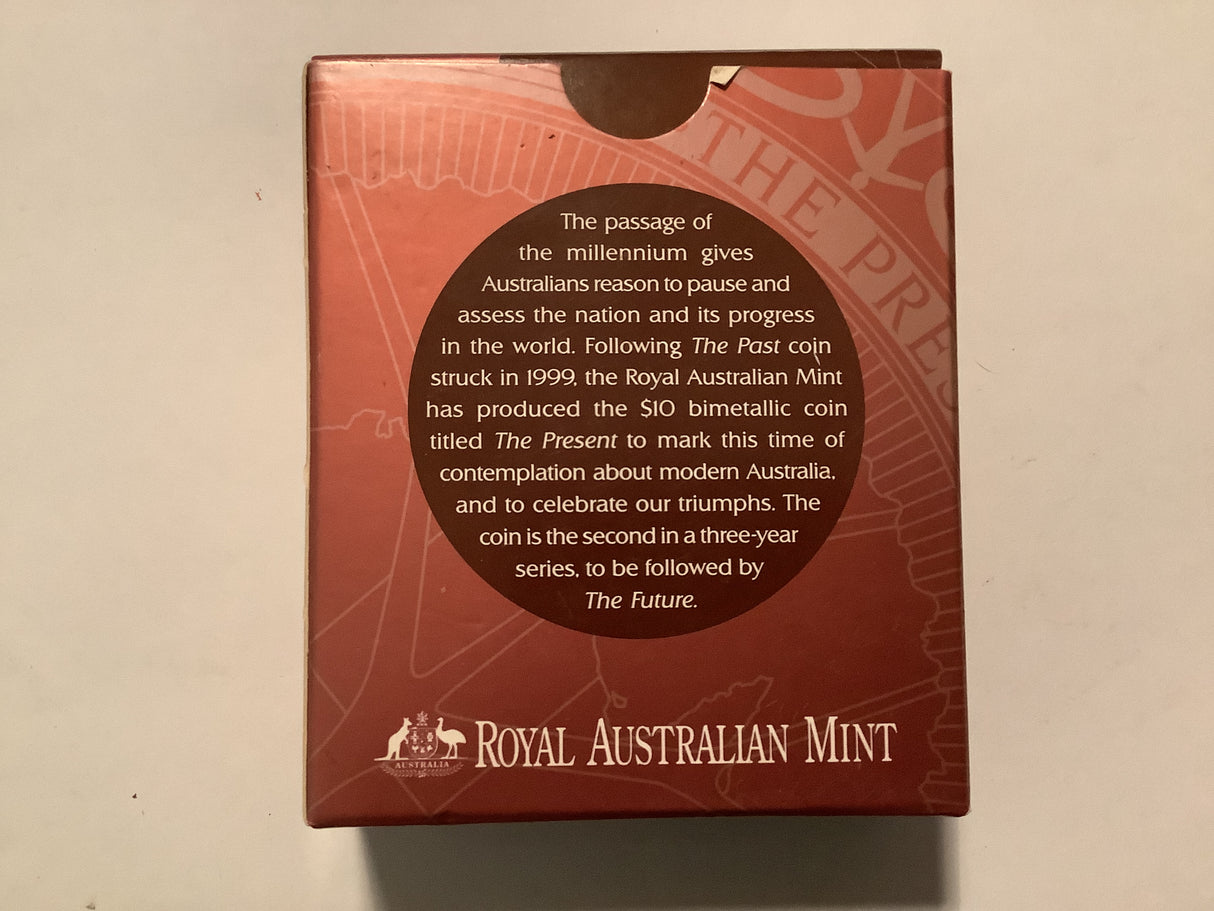 THE PRES
The passage of
the millennium gives
Australians reason to pause and
assess the nation and its progress
in the world. Following The Past coin
struck in 1999, the Royal Australian Mint
has produced the $10 bimetallic coin
titled The Present to mark this time of
contemplation about modern Australia,
and to celebrate our triumphs. The
coin is the second in a three-year
series, to be followed by
The Future.
AUSTRALIA
ROYAL AUSTRALIAN MINT